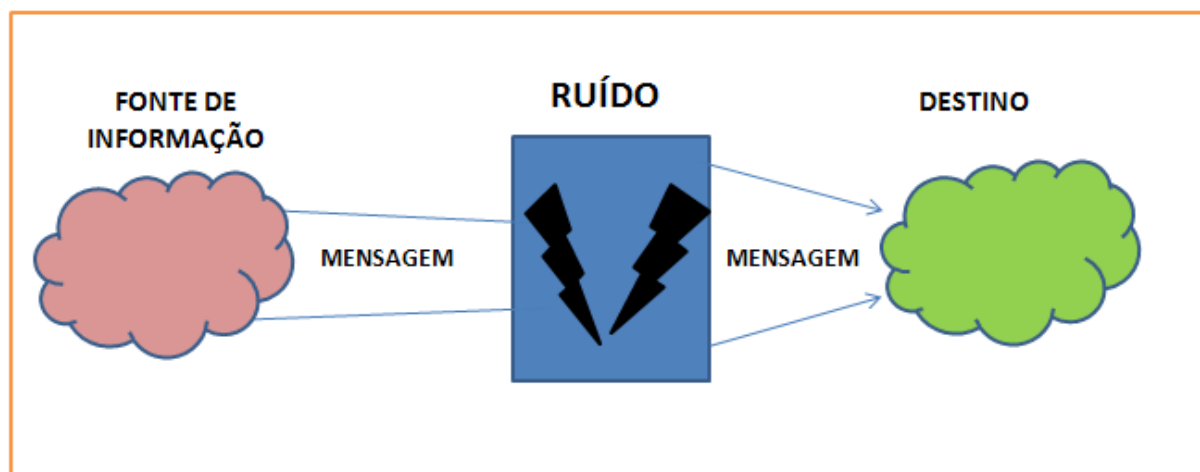 FONTE DE
INFORMAÇÃO
RUÍDO
DESTINO
MENSAGEM
MENSAGEM